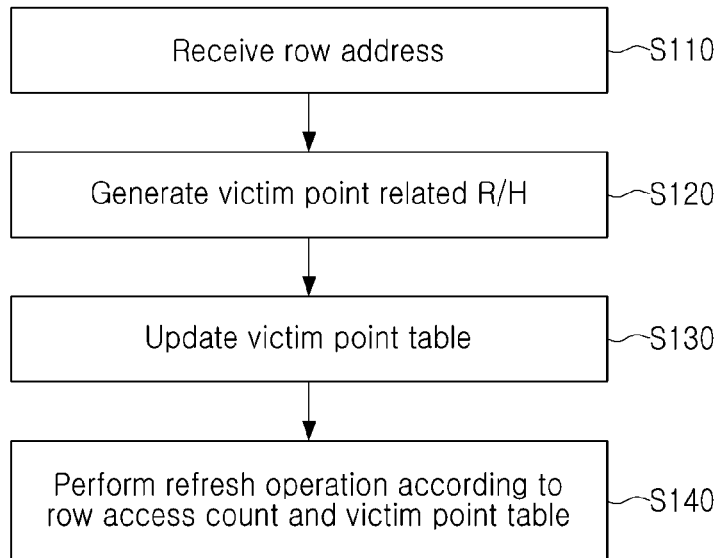 Receive row address
S110
Generate victim point related R/H
S120
Update victim point table
S130
Perform refresh operation according to
row access count and victim point table
S140